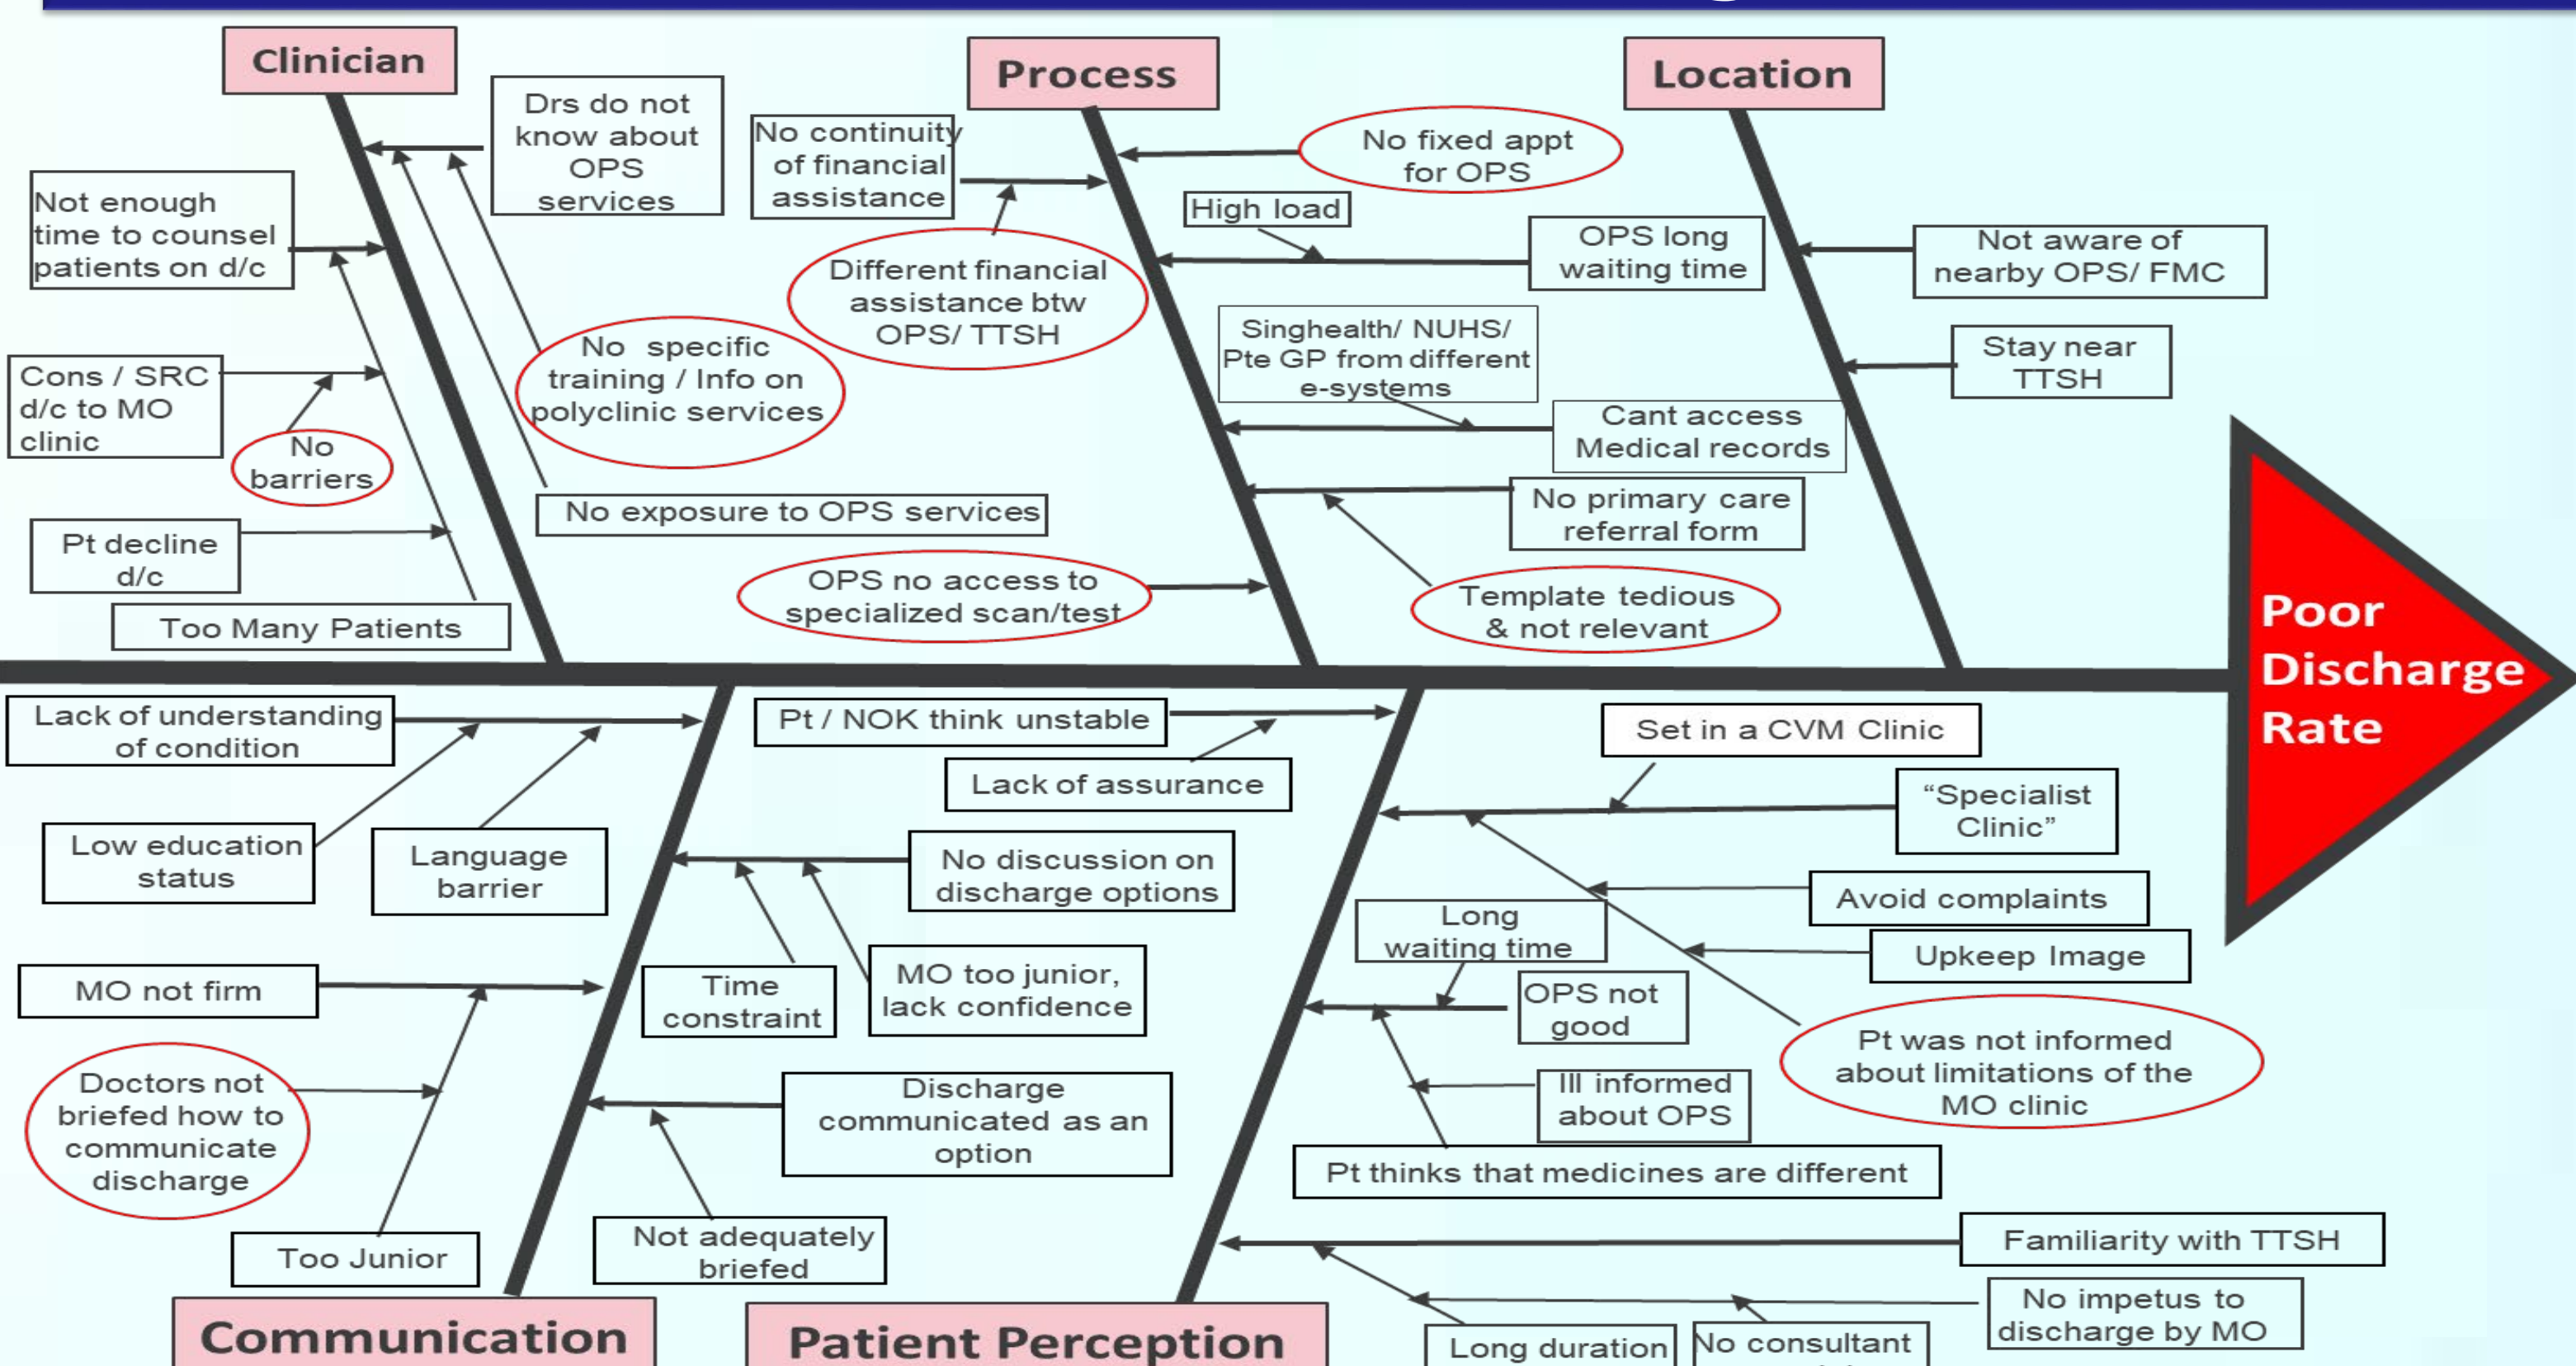 Clinician
Drs do not
know about
OPS
services
Not enough
time to counsel
patients on d/c
Cons / SRC
d/c to MO
clinic
No
barriers
No specific
training / Info on
polyclinic services
No exposure to OPS services
Pt decline
d/c
Too Many Patients
Process
No continuity
of financial
assistance
No fixed appt
for OPS
High load
Different financial
assistance btw
OPS/ TTSH
OPS long
waiting time
Singhealth/ NUHS/
Pte GP from different
e-systems
Cant access
Medical records
No primary care
referral form
OPS no access to
specialized scan/test
Template tedious
& not relevant
Location
Not aware of
nearby OPS/ FMC
Stay near
TTSH
Poor
Discharge
Rate
Lack of understanding
of condition
Low education
status
Language
barrier
No discussion on
discharge options
MO not firm
Time
constraint
MO too junior,
lack confidence
Doctors not
briefed how to
communicate
discharge
Discharge
communicated as an
option
Too Junior
Not adequately
briefed
Communication
Pt / NOK think unstable
Lack of assurance
Set in a CVM Clinic
“Specialist
Clinic”
Avoid complaints
Long
waiting time
Upkeep Image
OPS not
good
Pt was not informed
about limitations of the
MO clinic
Ill informed
about OPS
Pt thinks that medicines are different
Familiarity with TTSH
No impetus to
discharge by MO
Long duration
No consultant
Patient Perception